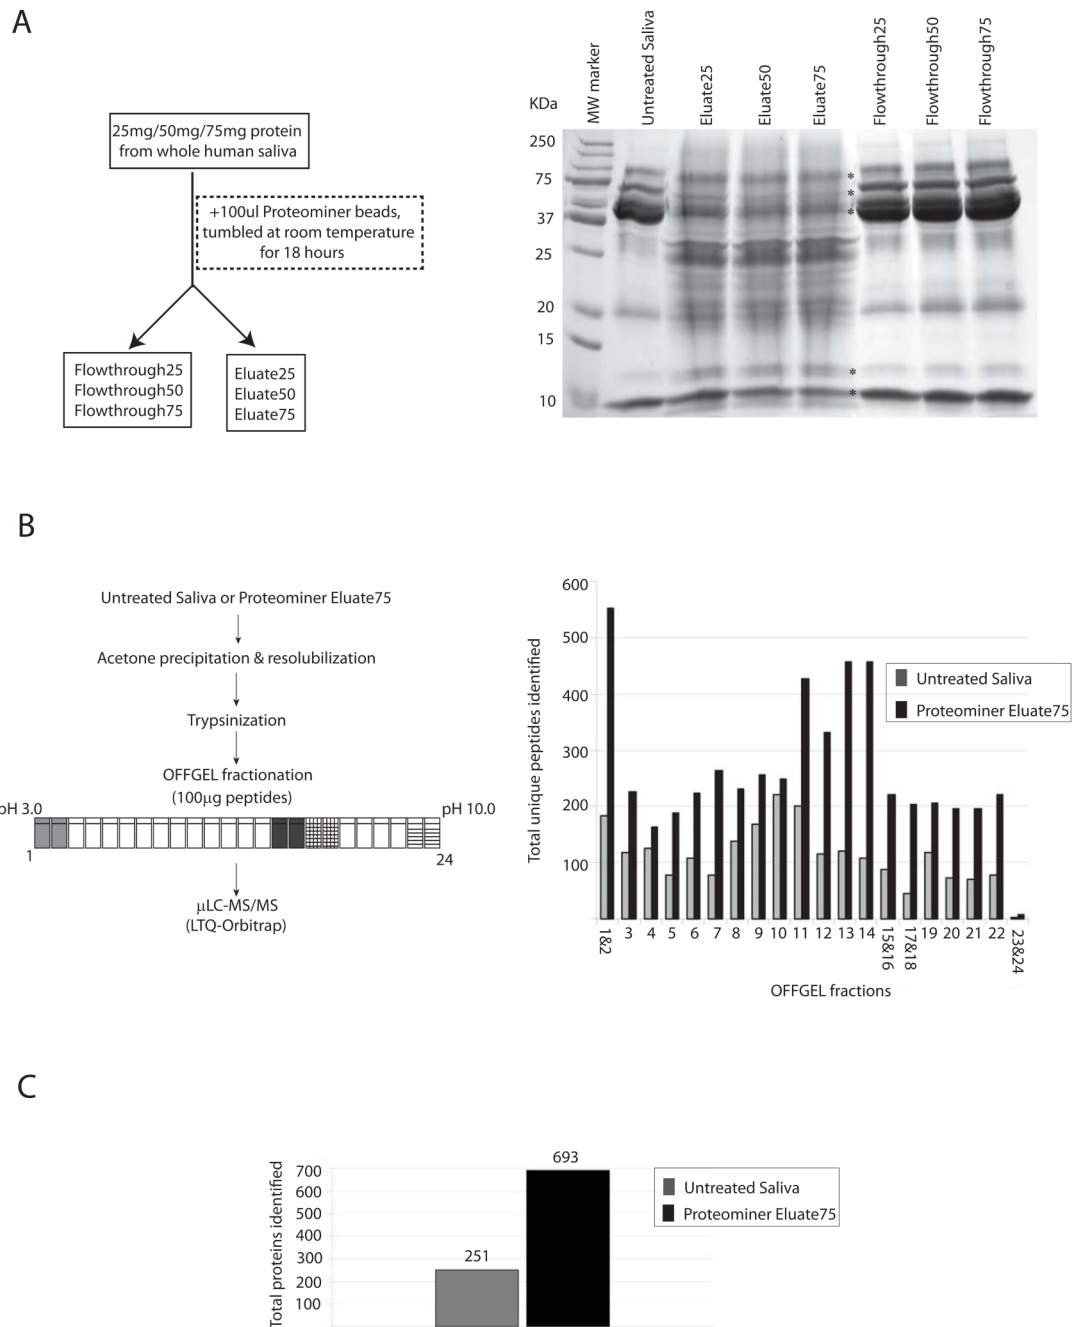 A
25mg/50mg/75mg protein
from whole human saliva
+100ul Proteominer beads,
tumbled at room temperature
for 18 hours
Flowthrough25
Flowthrough50
Flowthrough75
Eluate25
Eluate50
Eluate75
KDa
MW marker
Untreated Saliva
Eluate25
Eluate50
Eluate75
Flowthrough25
Flowthrough50
Flowthrough75
250
75
37
25
20
15
10
*
*
*
*
*
B
Untreated Saliva or Proteominer Eluate75
Acetone precipitation & resolubilization
Trypsinization
OFFGEL fractionation
(100μg peptides)
pH 3.0
pH 10.0
1
24
μLC-MS/MS
(LTQ-Orbitrap)
Total unique peptides identified
600
500
400
300
200
100
Untreated Saliva
Proteominer Eluate75
1&2
3
4
5
6
7
8
9
10
11
12
13
14
15&16
17&18
19
20
21
22
23&24
OFFGEL fractions
C
Total proteins identified
700
600
500
400
300
200
100
251
693
Untreated Saliva
Proteominer Eluate75